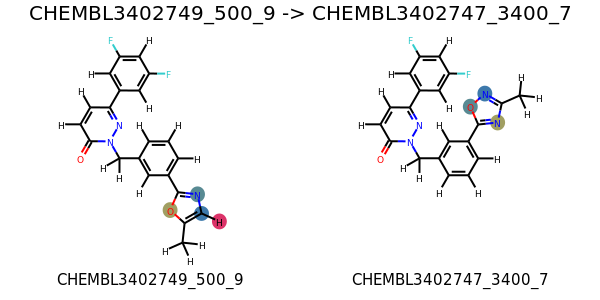 CHEMBL3402749_500_9 -> CHEMBL3402747_3400_7
F H F H
H F H F
H H H N H
H H O H
H N H H H N N H
H N H H N H
O H H O H H
H H N H H
O H
H H
H
CHEMBL3402749_500_9 CHEMBL3402747_3400_7